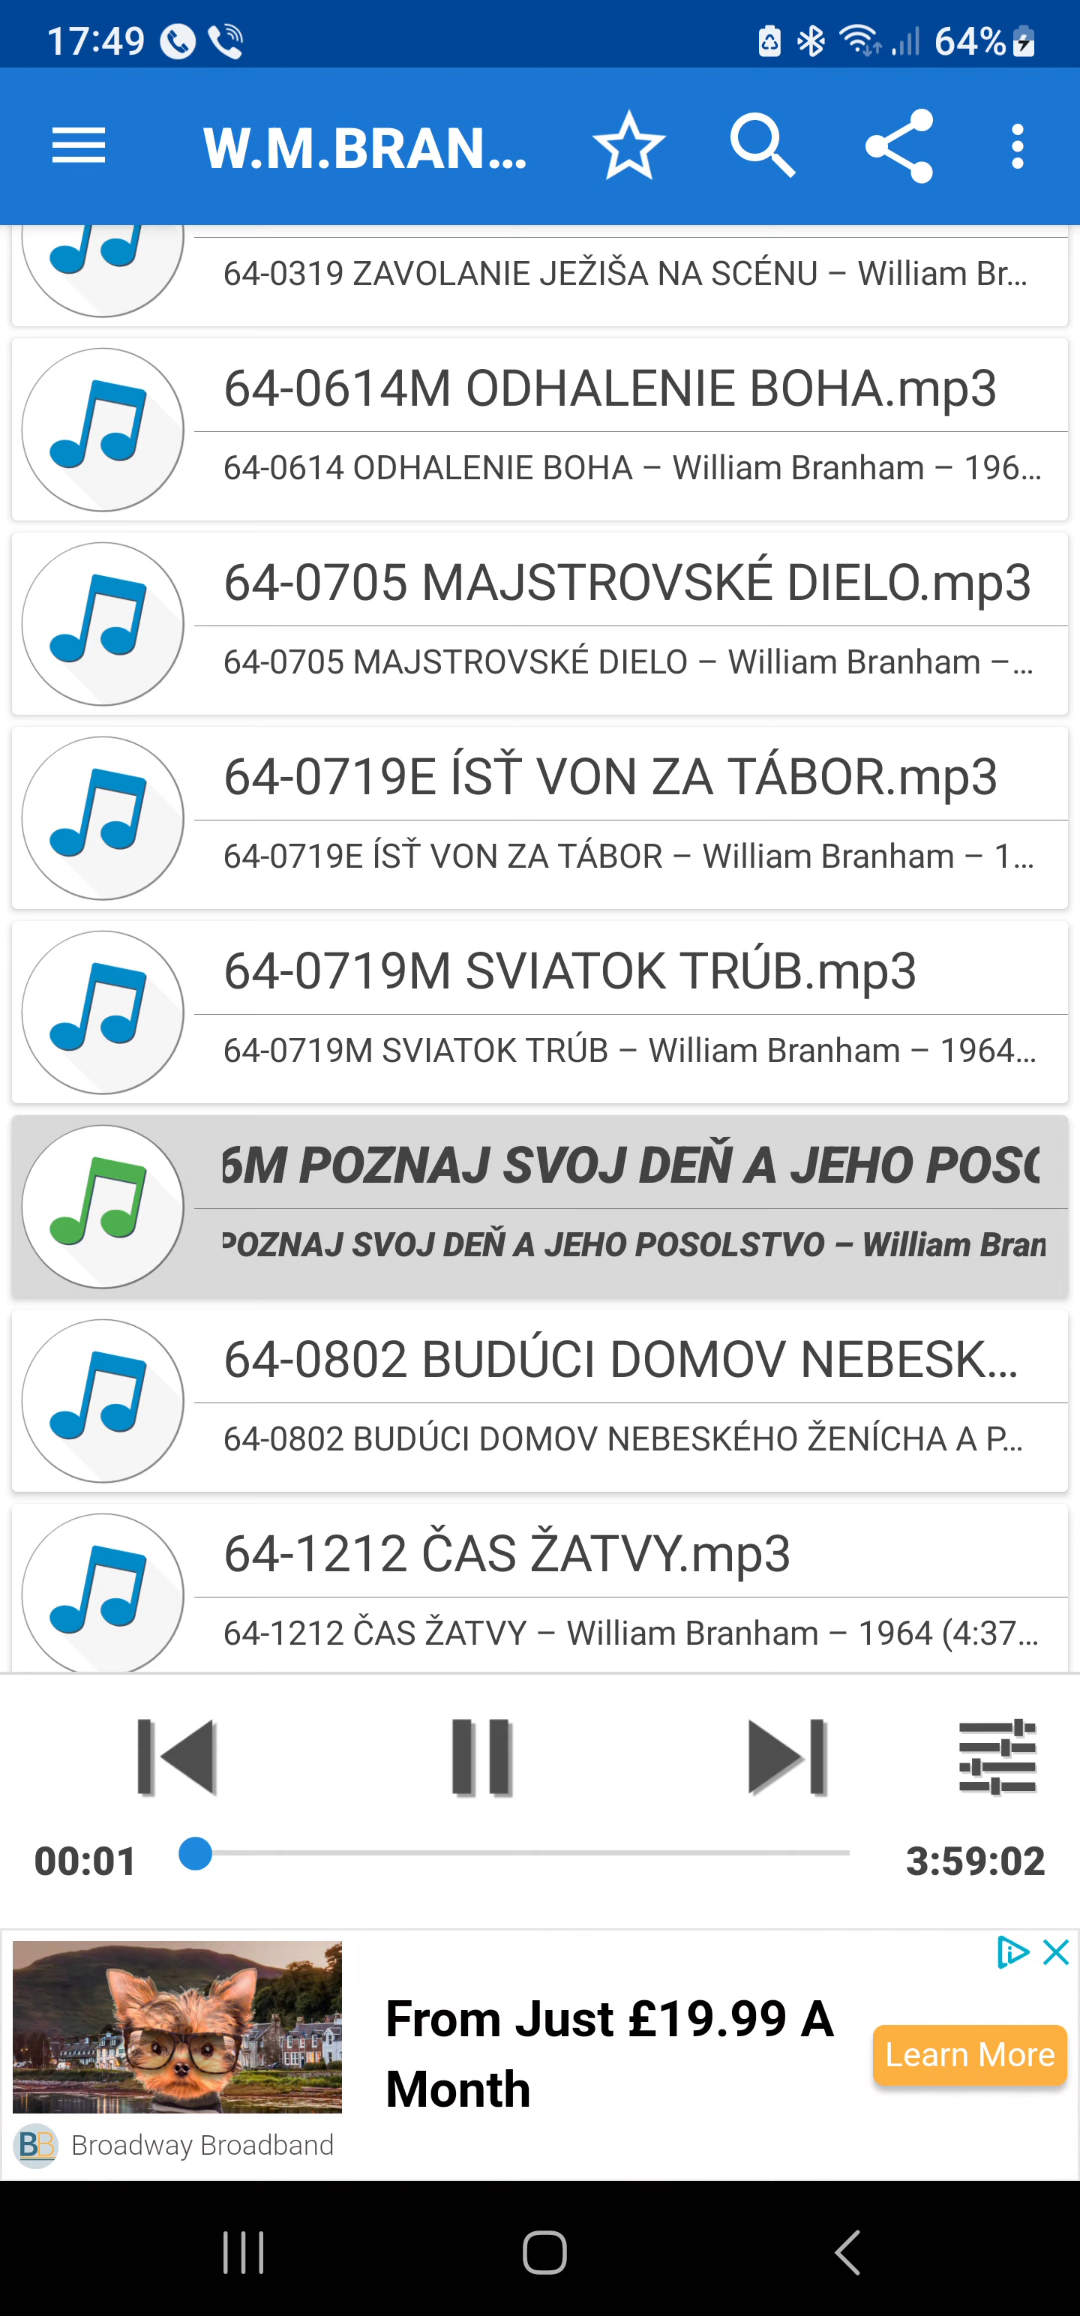 17:49
64%
W.M.BRAN...
64-0319 ZAVOLANIE JEŽIŠA NA SCÉNU – William Br...
64-0614M ODHALENIE BOHA.mp3
64-0614 ODHALENIE BOHA – William Branham – 196...
64-0705 MAJSTROVSKÉ DIELO.mp3
64-0705 MAJSTROVSKÉ DIELO – William Branham –...
64-0719E ÍSŤ VON ZA TÁBOR.mp3
64-0719E ÍSŤ VON ZA TÁBOR – William Branham – 1...
64-0719M SVIATOK TRÚB.mp3
64-0719M SVIATOK TRÚB – William Branham – 1964...
6M POZNAJ SVOJ DEŇ A JEHO POSO
POZNAJ SVOJ DEŇ A JEHO POSOLSTVO – William Bran
64-0802 BUDÚCI DOMOV NEBESK...
64-0802 BUDÚCI DOMOV NEBESKÉHO ŽENÍCHA A P...
64-1212 ČAS ŽATVY.mp3
64-1212 ČAS ŽATVY – William Branham – 1964 (4:37...
00:01
3:59:02
From Just £19.99 A
Month
Learn More
BB
Broadway Broadband